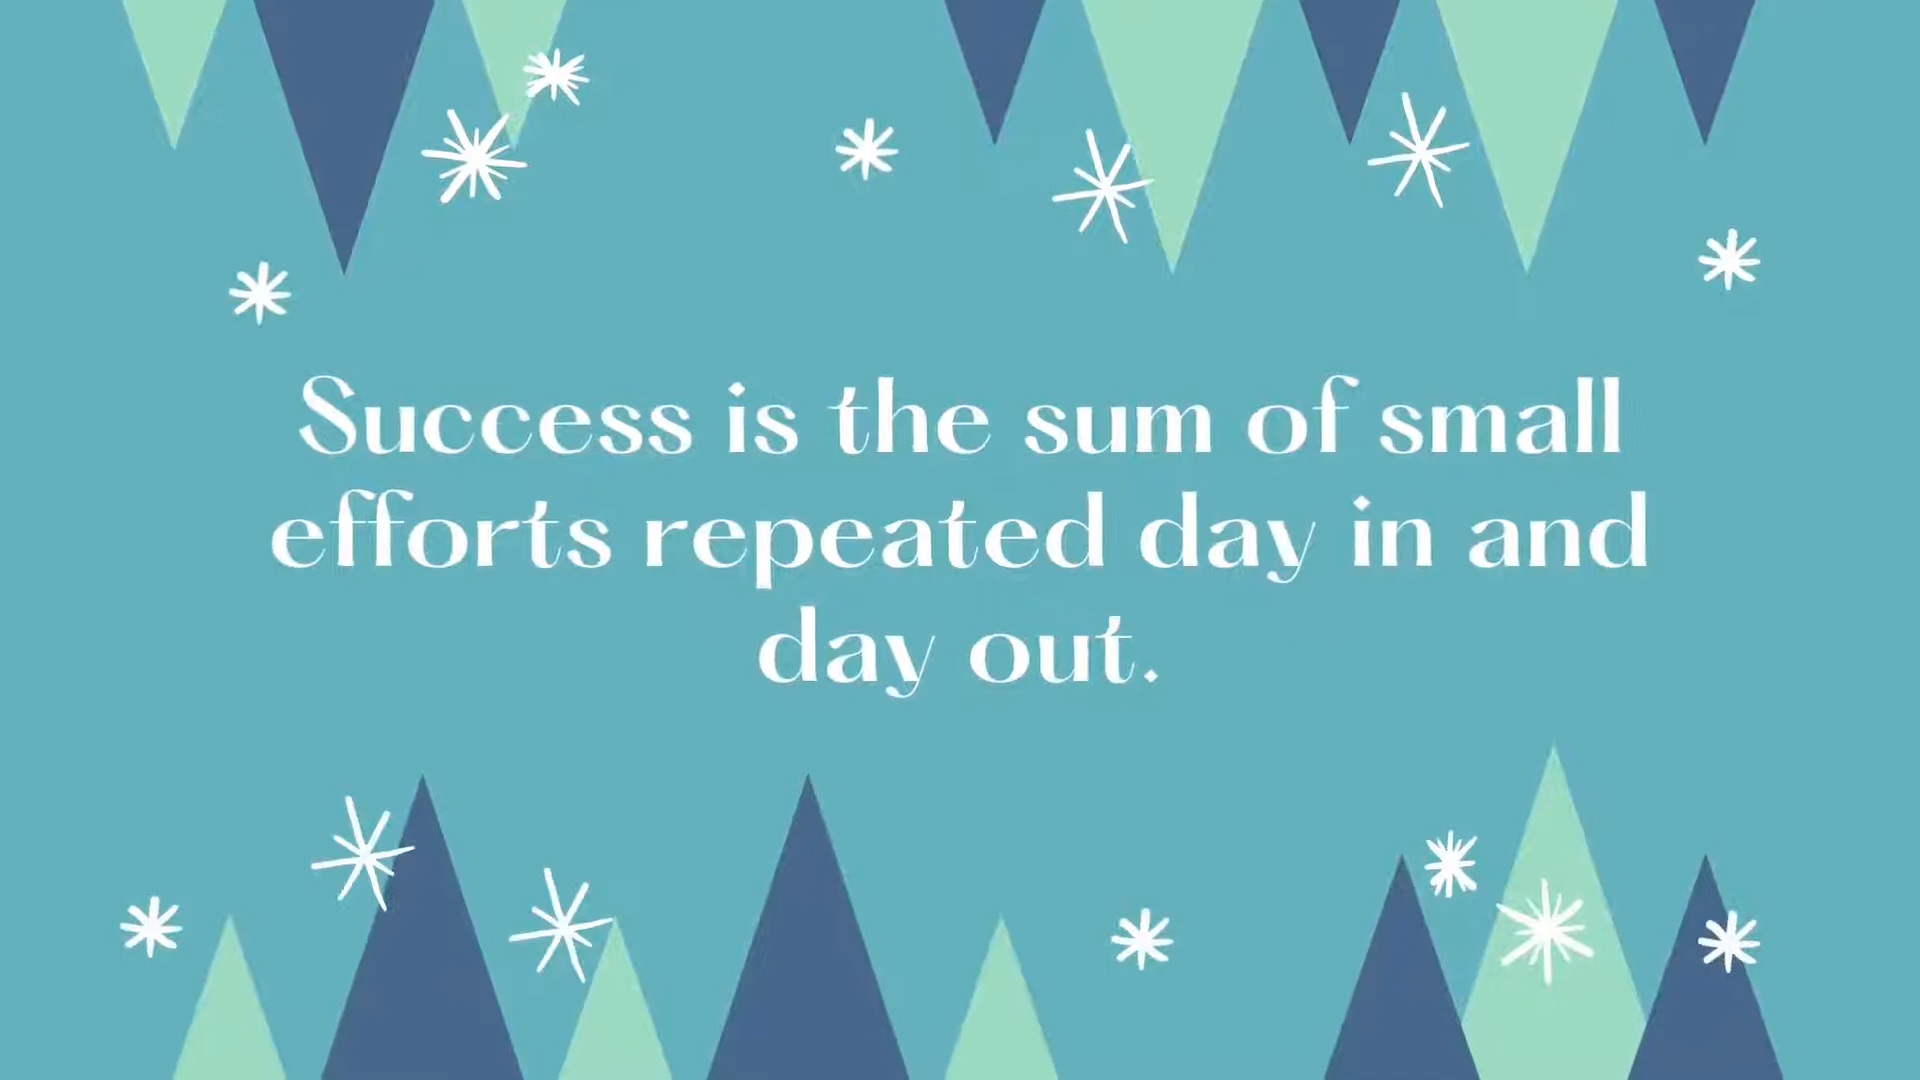 Success is the sum of small
efforts repeated day in and
day out.